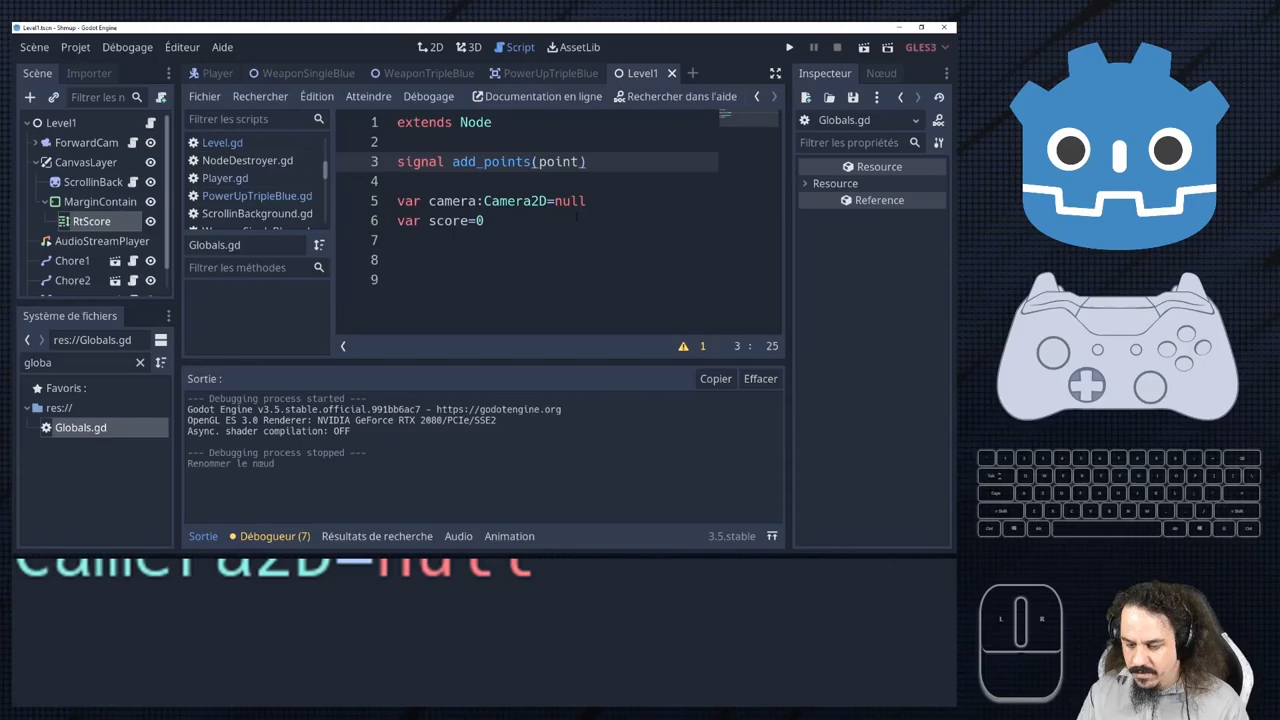 Level1.tscn - Shmup - Godot Engine
Scène Projet Débogage Éditeur Aide
2D 3D Script AssetLib
GLES3
Scène Importer
Filtrer les n
Level1
ForwardCam
CanvasLayer
ScrollinBack
MarginContain
RtScore
AudioStreamPlayer
Chore1
Chore2
Système de fichiers
res://Globals.gd
globa
Favoris :
res://
Globals.gd
Player WeaponSingleBlue WeaponTripleBlue PowerUpTripleBlue Level1
Fichier Rechercher Édition Atteindre Débogage Documentation en ligne Rechercher dans l'aide
Filtrer les scripts
Level.gd
NodeDestroyer.gd
Player.gd
PowerUpTripleBlue.gd
ScrollinBackground.gd
Globals.gd
Filtrer les méthodes
1 extends Node
2
3 signal add_points(point)
4
5 var camera:Camera2D=null
6 var score=0
7
8
9
1 3 : 25
Sortie :
Copier Effacer
--- Debugging process started ---
Godot Engine v3.5.stable.official.991bb6ac7 - https://godotengine.org
OpenGL ES 3.0 Renderer: NVIDIA GeForce RTX 2080/PCIe/SSE2
Async. shader compilation: OFF
--- Debugging process stopped ---
Renommer le nœud
Sortie Débogueur (7) Résultats de recherche Audio Animation 3.5.stable
Inspecteur Nœud
Globals.gd
Filtrer les propriétés
Resource
Resource
Reference
Camera2D=null
L R